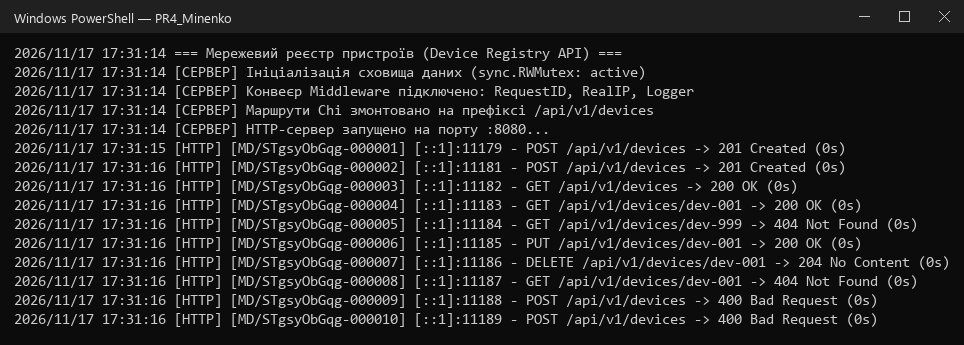 Windows PowerShell — PR4_Minenko
2026/11/17 17:31:14 === Мережевий реєстр пристроїв (Device Registry API) ===
2026/11/17 17:31:14 [СЕРВЕР] Ініціалізація сховища даних (sync.RWMutex: active)
2026/11/17 17:31:14 [СЕРВЕР] Конвеєр Middleware підключено: RequestID, RealIP, Logger
2026/11/17 17:31:14 [СЕРВЕР] Маршрути Chi змонтовано на префіксі /api/v1/devices
2026/11/17 17:31:14 [СЕРВЕР] HTTP-сервер запущено на порту :8080...
2026/11/17 17:31:15 [HTTP] [MD/STgsyObGqg-000001] [::1]:11179 - POST /api/v1/devices -> 201 Created (0s)
2026/11/17 17:31:16 [HTTP] [MD/STgsyObGqg-000002] [::1]:11181 - POST /api/v1/devices -> 201 Created (0s)
2026/11/17 17:31:16 [HTTP] [MD/STgsyObGqg-000003] [::1]:11182 - GET /api/v1/devices -> 200 OK (0s)
2026/11/17 17:31:16 [HTTP] [MD/STgsyObGqg-000004] [::1]:11183 - GET /api/v1/devices/dev-001 -> 200 OK (0s)
2026/11/17 17:31:16 [HTTP] [MD/STgsyObGqg-000005] [::1]:11184 - GET /api/v1/devices/dev-999 -> 404 Not Found (0s)
2026/11/17 17:31:16 [HTTP] [MD/STgsyObGqg-000006] [::1]:11185 - PUT /api/v1/devices/dev-001 -> 200 OK (0s)
2026/11/17 17:31:16 [HTTP] [MD/STgsyObGqg-000007] [::1]:11186 - DELETE /api/v1/devices/dev-001 -> 204 No Content (0s)
2026/11/17 17:31:16 [HTTP] [MD/STgsyObGqg-000008] [::1]:11187 - GET /api/v1/devices/dev-001 -> 404 Not Found (0s)
2026/11/17 17:31:16 [HTTP] [MD/STgsyObGqg-000009] [::1]:11188 - POST /api/v1/devices -> 400 Bad Request (0s)
2026/11/17 17:31:16 [HTTP] [MD/STgsyObGqg-000010] [::1]:11189 - POST /api/v1/devices -> 400 Bad Request (0s)